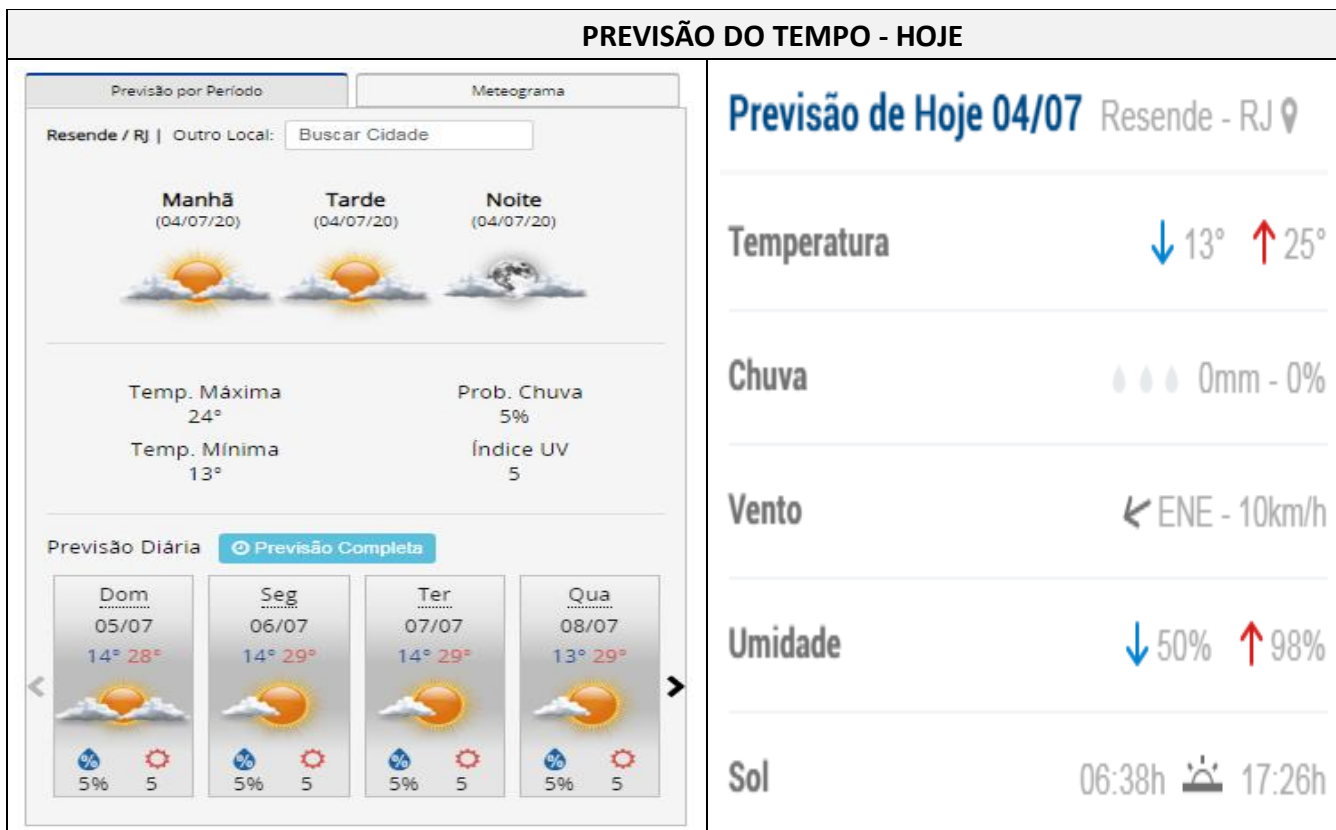 PREVISÃO DO TEMPO - HOJE
Previsão por Período Meteograma
Resende / RJ | Outro Local: Buscar Cidade
Manhã Tarde Noite
(04/07/20) (04/07/20) (04/07/20)
Temp. Máxima Prob. Chuva
24° 5%
Temp. Mínima Índice UV
13° 5
Previsão Diária Previsão Completa
Dom Seg Ter Qua
05/07 06/07 07/07 08/07
14° 28° 14° 29° 14° 29° 13° 29°
% % % %
5% 5 5% 5 5% 5 5% 5
Previsão de Hoje 04/07 Resende - RJ
Temperatura 13° 25°
Chuva 0mm - 0%
Vento ENE - 10km/h
Umidade 50% 98%
Sol 06:38h 17:26h